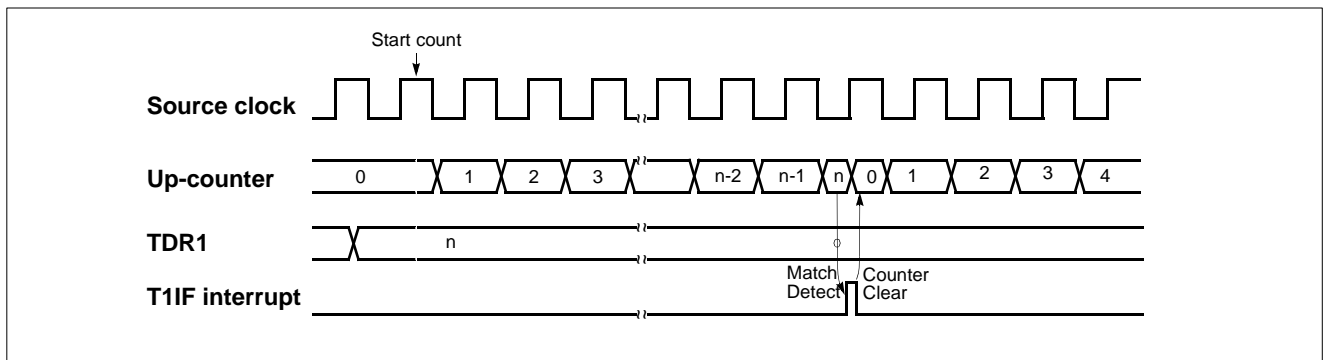 Start count
Source clock
Up-counter
0 1 2 3 n-2 n-1 n 0 1 2 3 4
TDR1
n
Match Detect
Counter Clear
T1IF interrupt